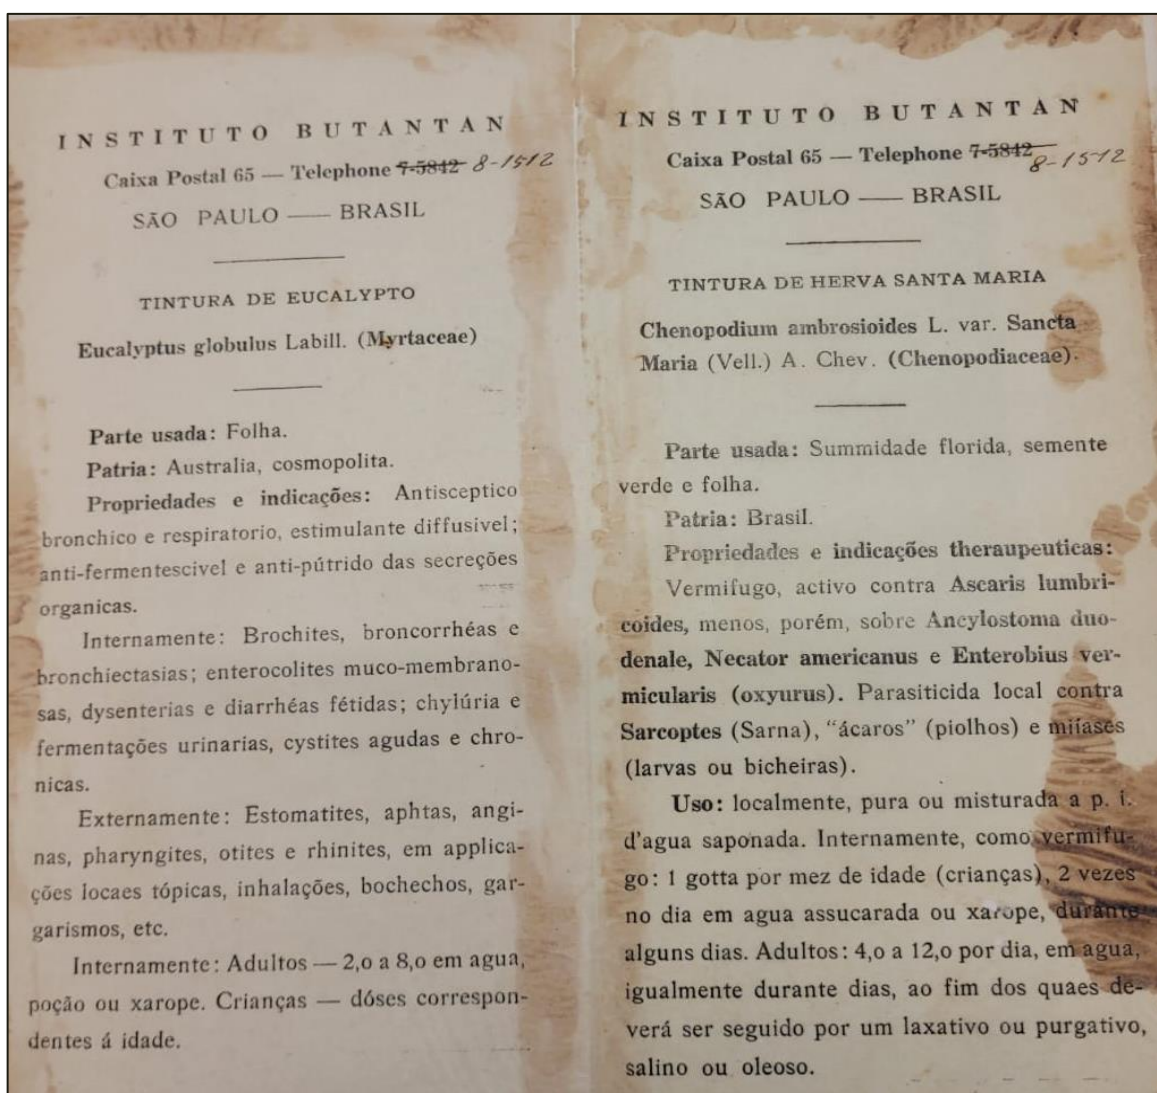 INSTITUTO BUTANTAN
Caixa Postal 65 — Telephone 7-5842 8-1512
SÃO PAULO — BRASIL
TINTURA DE EUCALYPTO
Eucalyptus globulus Labill. (Myrtaceae)
Parte usada: Folha.
Patria: Australia, cosmopolita.
Propriedades e indicações: Antisceptico
bronchico e respiratorio, estimulante diffusivel;
anti-fermentescivel e anti-pútrido das secreções
organicas.
Internamente: Brochites, broncorrhéas e
bronchiectasias; enterocolites muco-membrano-
sas, dysenterias e diarrhéas fétidas; chylúria e
fermentações urinarias, cystites agudas e chro-
nicas.
Externamente: Estomatites, aphtas, angi-
nas, pharyngites, otites e rhinites, em applica-
ções locaes tópicas, inhalações, bochechos, gar-
garismos, etc.
Internamente: Adultos — 2,o a 8,o em agua,
poção ou xarope. Crianças — dóses correspon-
dentes á idade.
INSTITUTO BUTANTAN
Caixa Postal 65 — Telephone 7-5842 8-1512
SÃO PAULO — BRASIL
TINTURA DE HERVA SANTA MARIA
Chenopodium ambrosioides L. var. Sancta
Maria (Vell.) A. Chev. (Chenopodiaceae).
Parte usada: Summidade florida, semente
verde e folha.
Patria: Brasil.
Propriedades e indicações theraupeuticas:
Vermifugo, activo contra Ascaris lumbri-
coides, menos, porém, sobre Ancylostoma duo-
denale, Necator americanus e Enterobius ver-
micularis (oxyurus). Parasiticida local contra
Sarcoptes (Sarna), “ácaros” (piolhos) e miíases
(larvas ou bicheiras).
Uso: localmente, pura ou misturada a p. i.
d'agua saponada. Internamente, como vermifu-
go: 1 gotta por mez de idade (crianças), 2 vezes
no dia em agua assucarada ou xarope, durante
alguns dias. Adultos: 4,o a 12,o por dia, em agua,
igualmente durante dias, ao fim dos quaes de-
verá ser seguido por um laxativo ou purgativo,
salino ou oleoso.